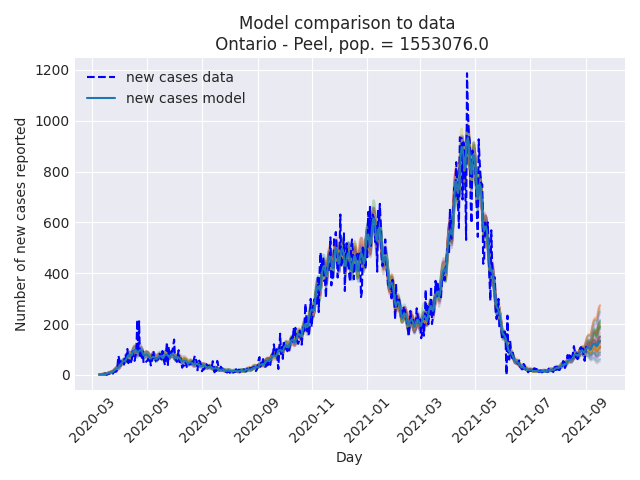 Model comparison to data
Ontario - Peel, pop. = 1553076.0
new cases data
new cases model
Number of new cases reported
1200
1000
800
600
400
200
0
2020-03
2020-05
2020-07
2020-09
2020-11
2021-01
2021-03
2021-05
2021-07
2021-09
Day